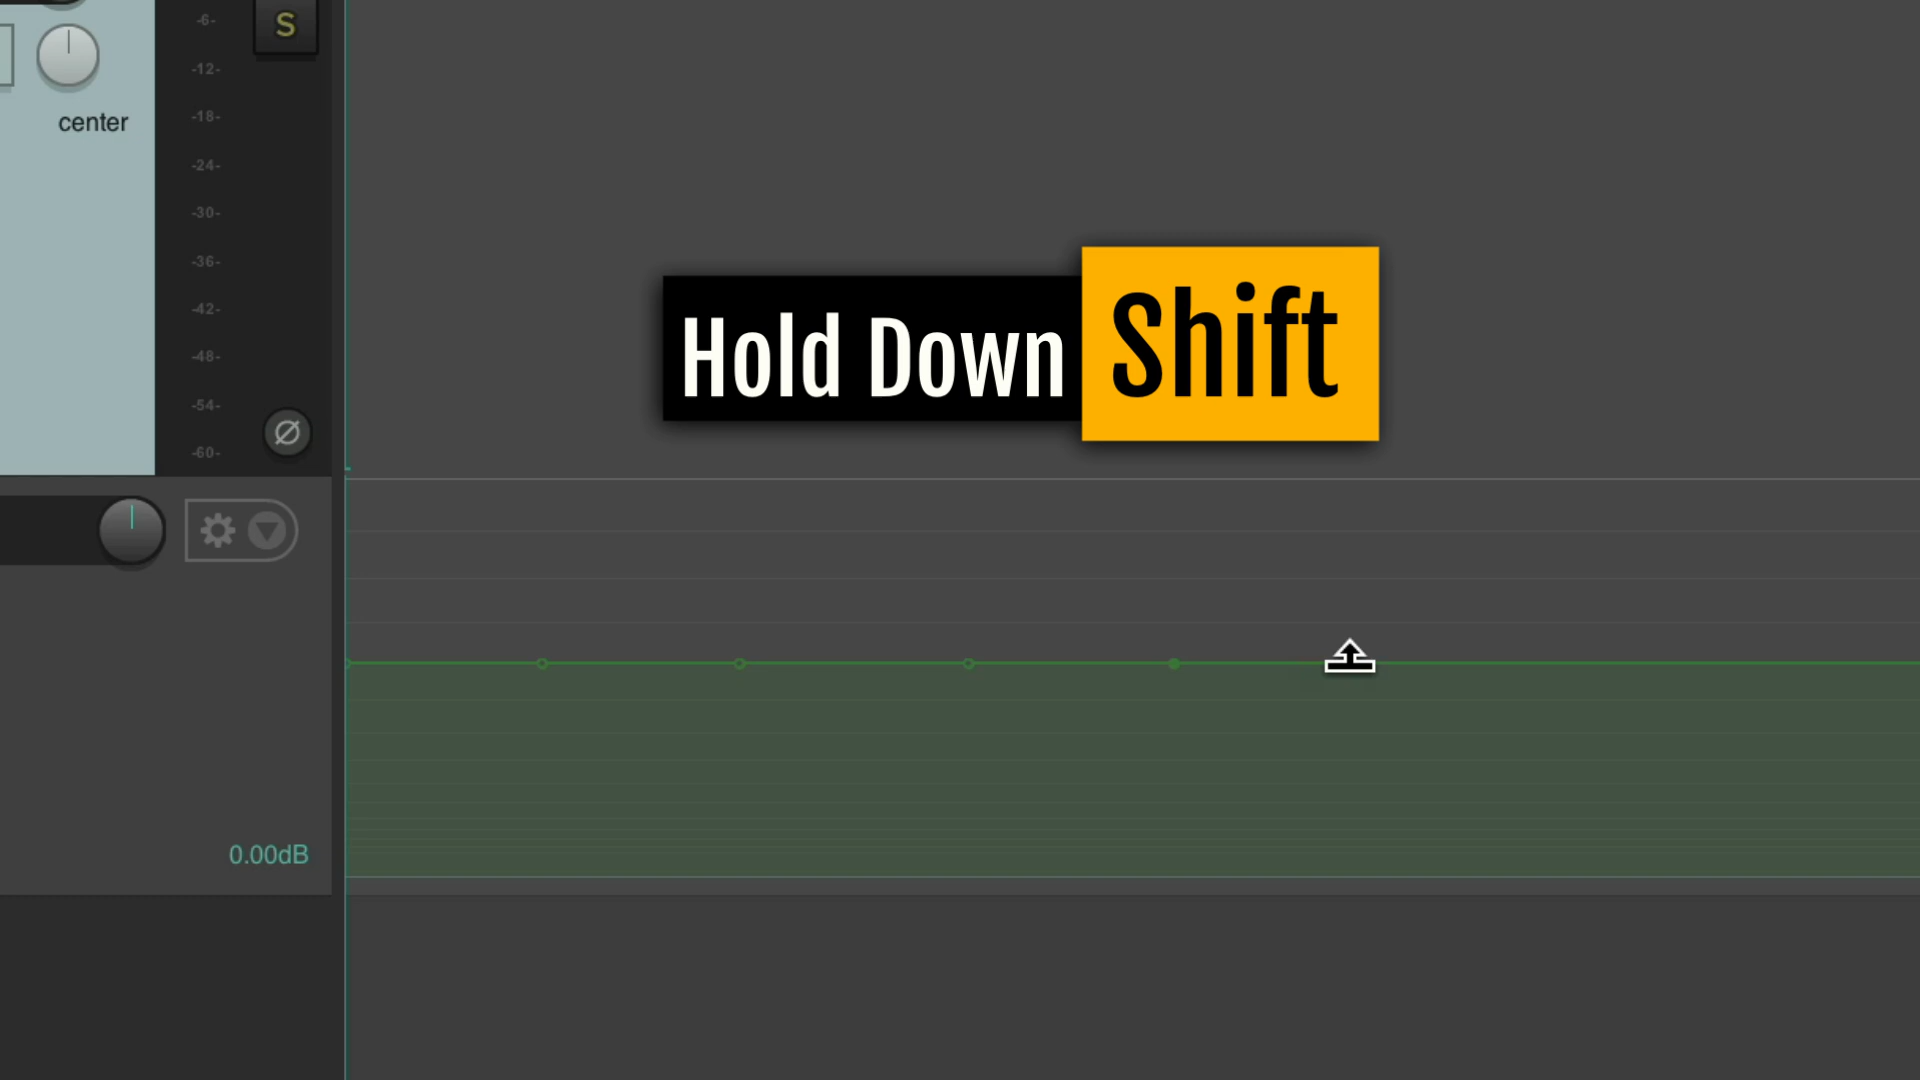 -6-
S
-12-
center
-18-
-24-
-30-
-36-
-42-
-48-
-54-
-60-
Hold Down Shift
0.00dB